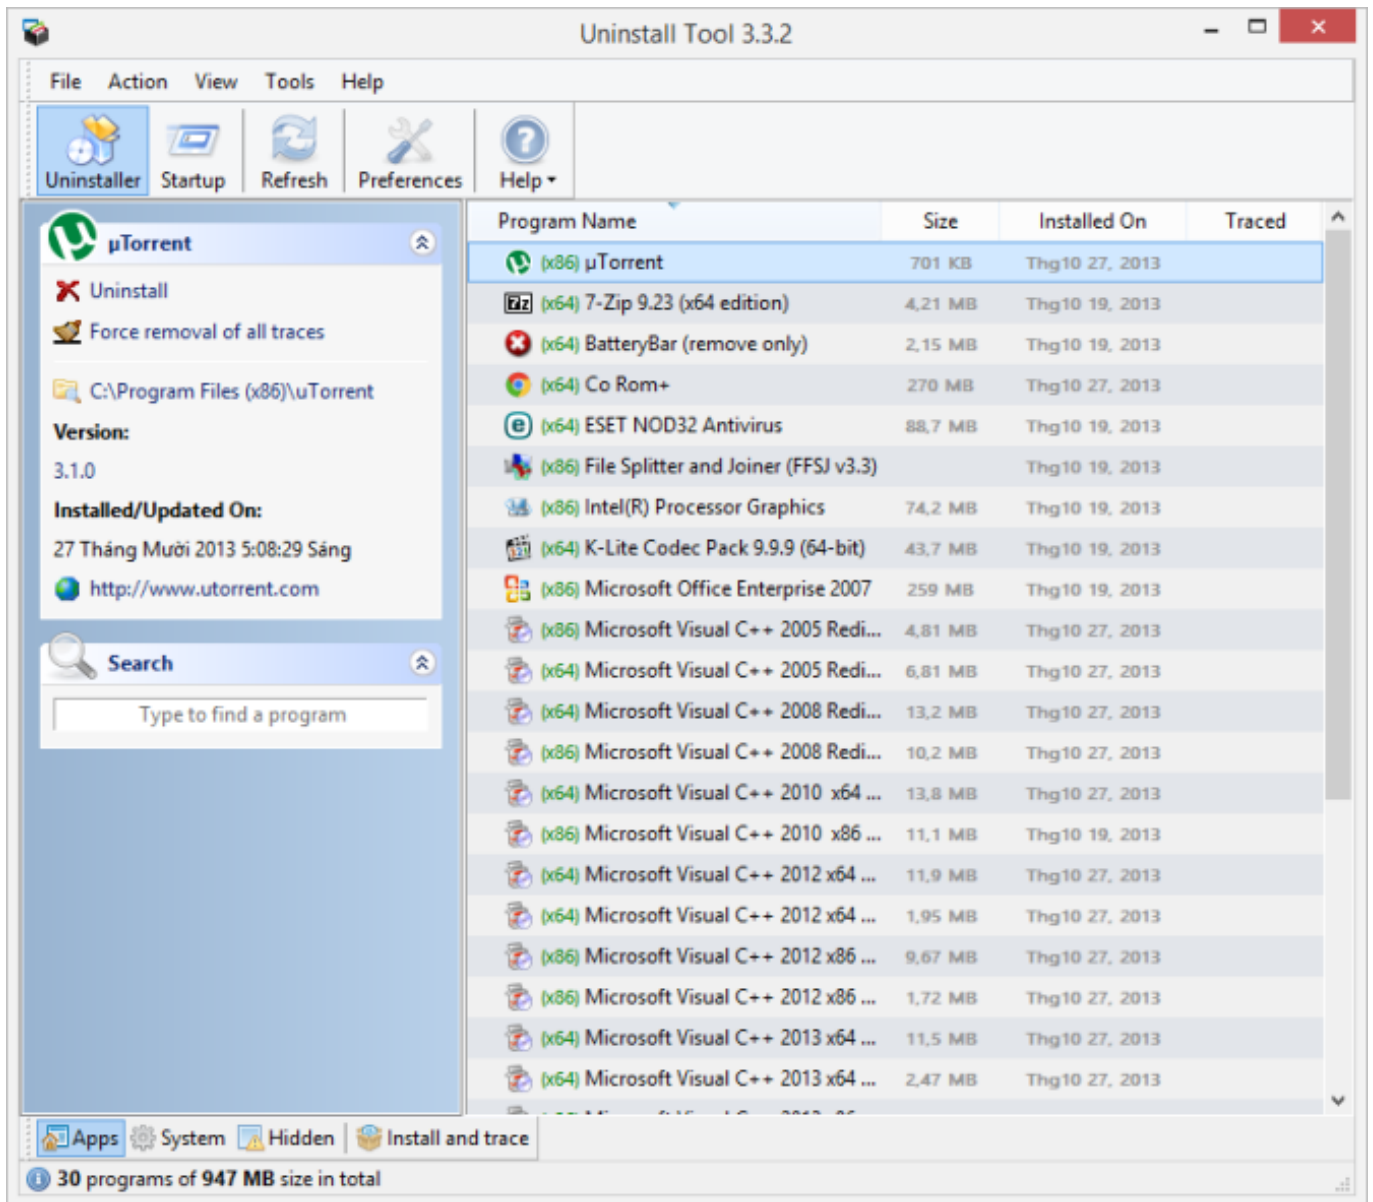 Uninstall Tool 3.3.2
File Action View Tools Help
Uninstaller Startup Refresh Preferences Help
µTorrent
Uninstall
Force removal of all traces
C:\Program Files (x86)\uTorrent
Version:
3.1.0
Installed/Updated On:
27 Tháng Mười 2013 5:08:29 Sáng
http://www.utorrent.com
Search
Type to find a program
Program Name Size Installed On Traced
(x86) µTorrent 701 KB Thg10 27, 2013
(x64) 7-Zip 9.23 (x64 edition) 4,21 MB Thg10 19, 2013
(x64) BatteryBar (remove only) 2,15 MB Thg10 19, 2013
(x64) Co Rom+ 270 MB Thg10 27, 2013
(x64) ESET NOD32 Antivirus 88,7 MB Thg10 19, 2013
(x86) File Splitter and Joiner (FFSJ v3.3) Thg10 19, 2013
(x86) Intel(R) Processor Graphics 74,2 MB Thg10 19, 2013
(x64) K-Lite Codec Pack 9.9.9 (64-bit) 43,7 MB Thg10 19, 2013
(x86) Microsoft Office Enterprise 2007 259 MB Thg10 19, 2013
(x86) Microsoft Visual C++ 2005 Redi... 4,81 MB Thg10 27, 2013
(x64) Microsoft Visual C++ 2005 Redi... 6,81 MB Thg10 27, 2013
(x64) Microsoft Visual C++ 2008 Redi... 13,2 MB Thg10 27, 2013
(x86) Microsoft Visual C++ 2008 Redi... 10,2 MB Thg10 27, 2013
(x64) Microsoft Visual C++ 2010 x64 ... 13,8 MB Thg10 27, 2013
(x86) Microsoft Visual C++ 2010 x86 ... 11,1 MB Thg10 19, 2013
(x64) Microsoft Visual C++ 2012 x64 ... 11,9 MB Thg10 27, 2013
(x64) Microsoft Visual C++ 2012 x64 ... 1,95 MB Thg10 27, 2013
(x86) Microsoft Visual C++ 2012 x86 ... 9,67 MB Thg10 27, 2013
(x86) Microsoft Visual C++ 2012 x86 ... 1,72 MB Thg10 27, 2013
(x64) Microsoft Visual C++ 2013 x64 ... 11,5 MB Thg10 27, 2013
(x64) Microsoft Visual C++ 2013 x64 ... 2,47 MB Thg10 27, 2013
Apps System Hidden Install and trace
30 programs of 947 MB size in total